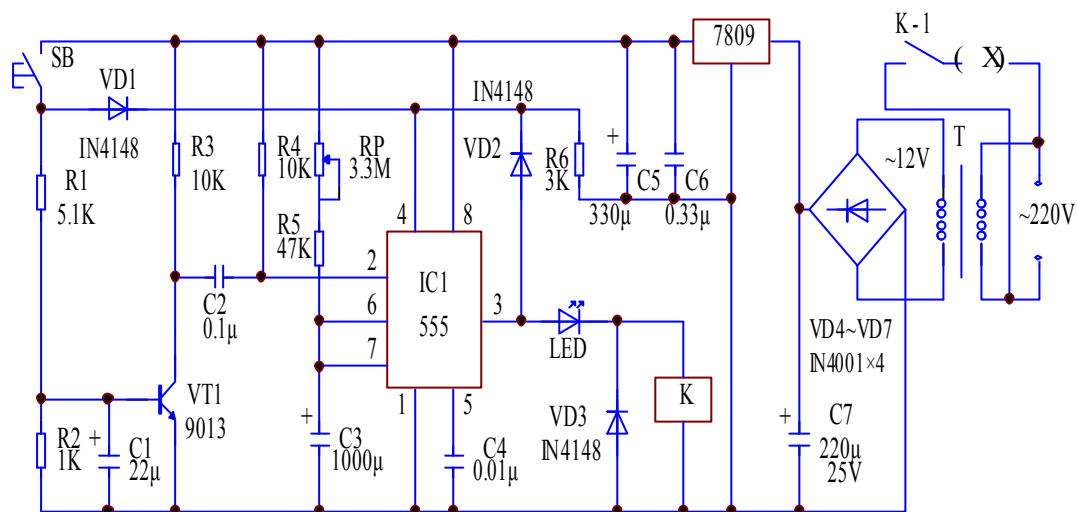 SB
VD1
IN4148
R1
5.1K
R3
10K
R4
10K
RP
3.3M
R5
47K
C2
0.1μ
VT1
9013
R2
1K
C1
22μ
C3
1000μ
4
8
2
6
7
3
1
5
IC1
555
C4
0.01μ
IN4148
VD2
R6
3K
C5
330μ
C6
0.33μ
LED
VD3
IN4148
K
7809
K-1
( X )
~12V
T
~220V
VD4~VD7
IN4001×4
C7
220μ
25V
+
+
+
+